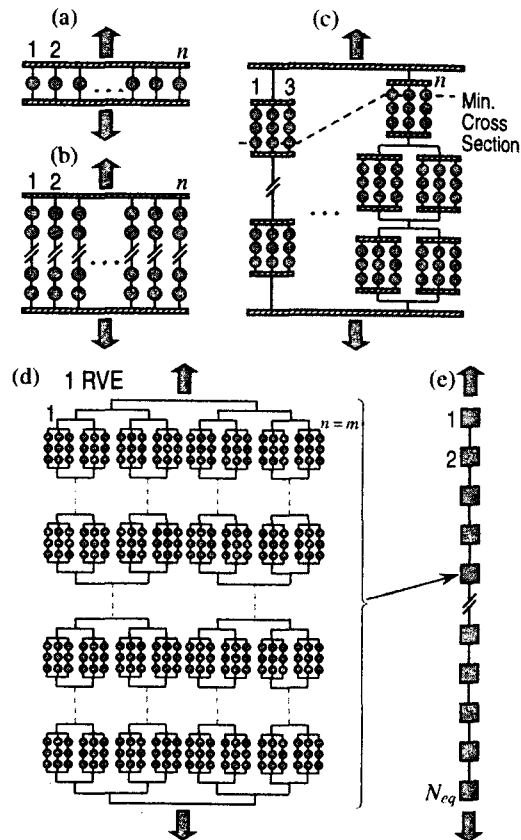 (a)
1 2 n
...
(b)
1 2 n
...
(c)
1 3 n
Min.
Cross
Section
...
(d) 1 RVE
1 n = m
(e)
1
2
N_eq